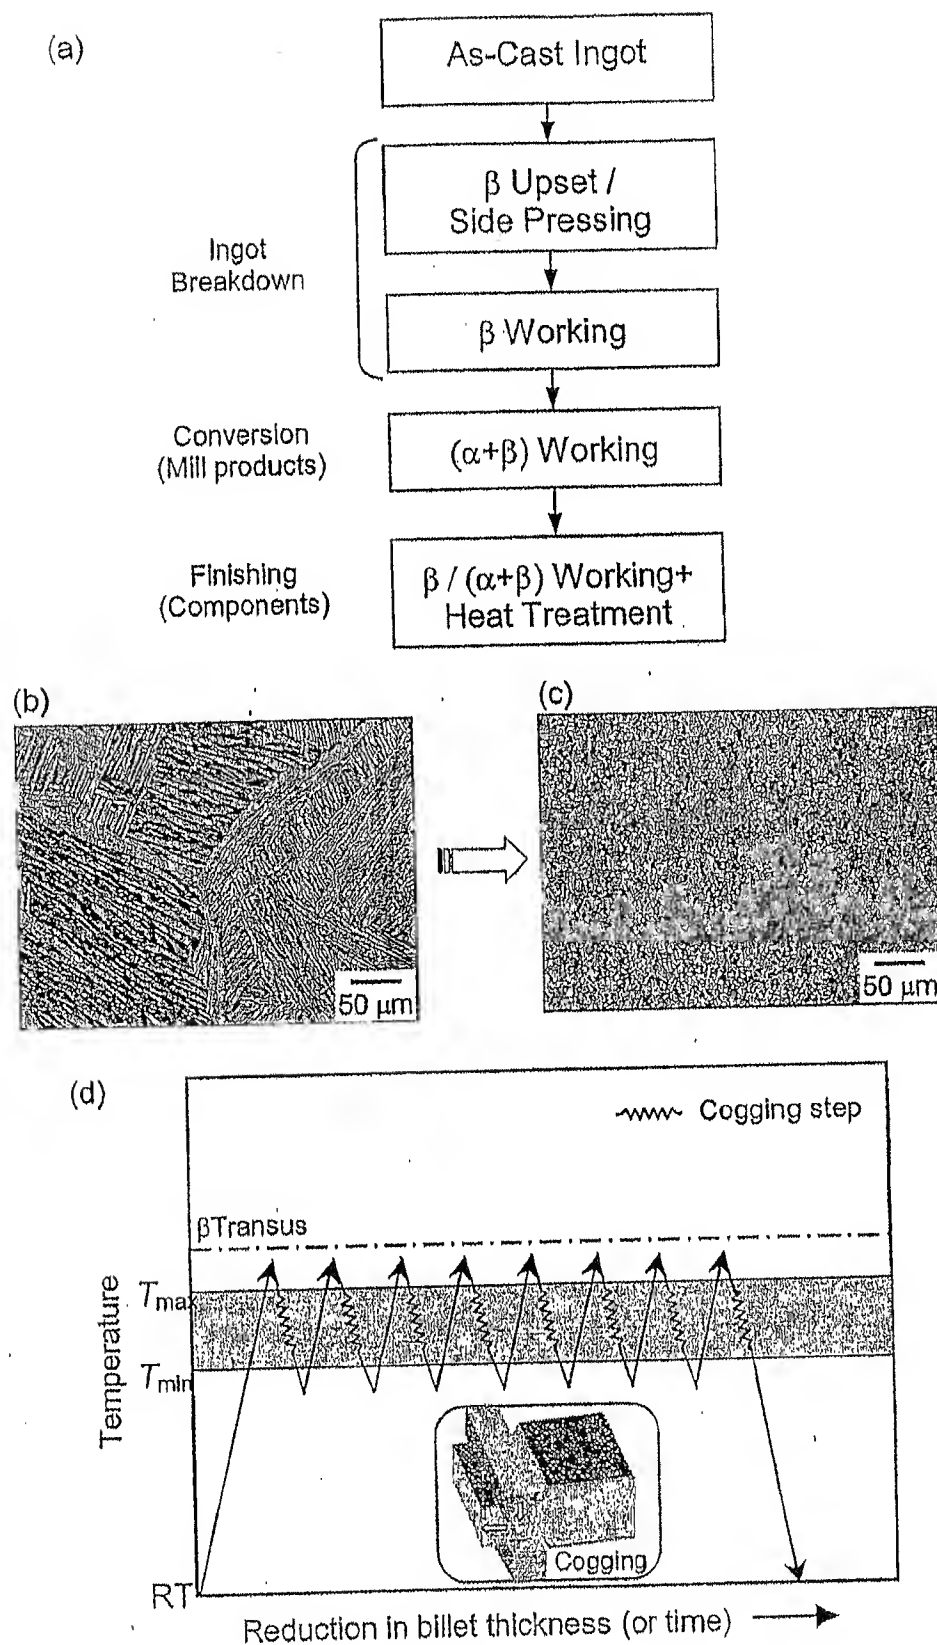 (a)
As-Cast Ingot
β Upset /
Side Pressing
Ingot
Breakdown
β Working
Conversion
(Mill products)
(α+β) Working
Finishing
(Components)
β / (α+β) Working+
Heat Treatment
(b)
(c)
50 μm
50 μm
(d)
Cogging step
βTransus
Tmax
Tmin
Temperature
Cogging
RT
Reduction in billet thickness (or time)